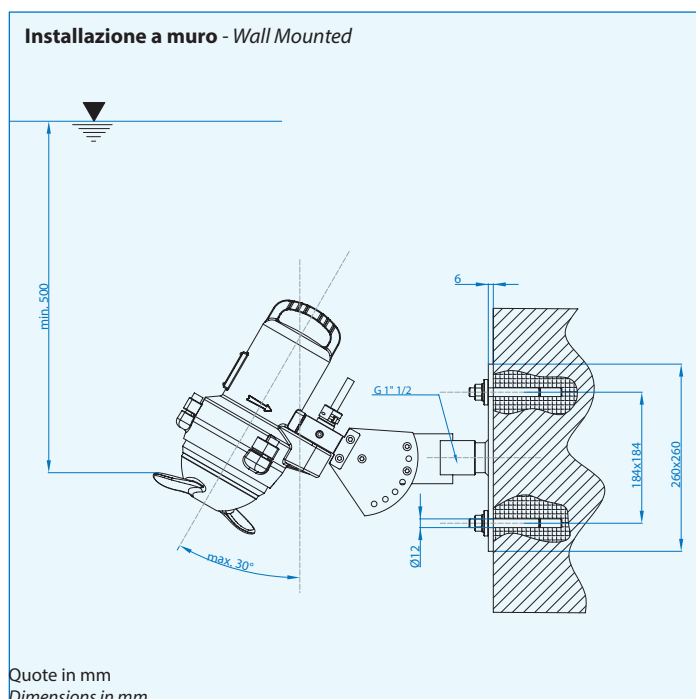 Installazione a muro - Wall Mounted
min. 500
6
G 1" 1/2
184x184
260x260
Ø12
max. 30°
Quote in mm
Dimensions in mm